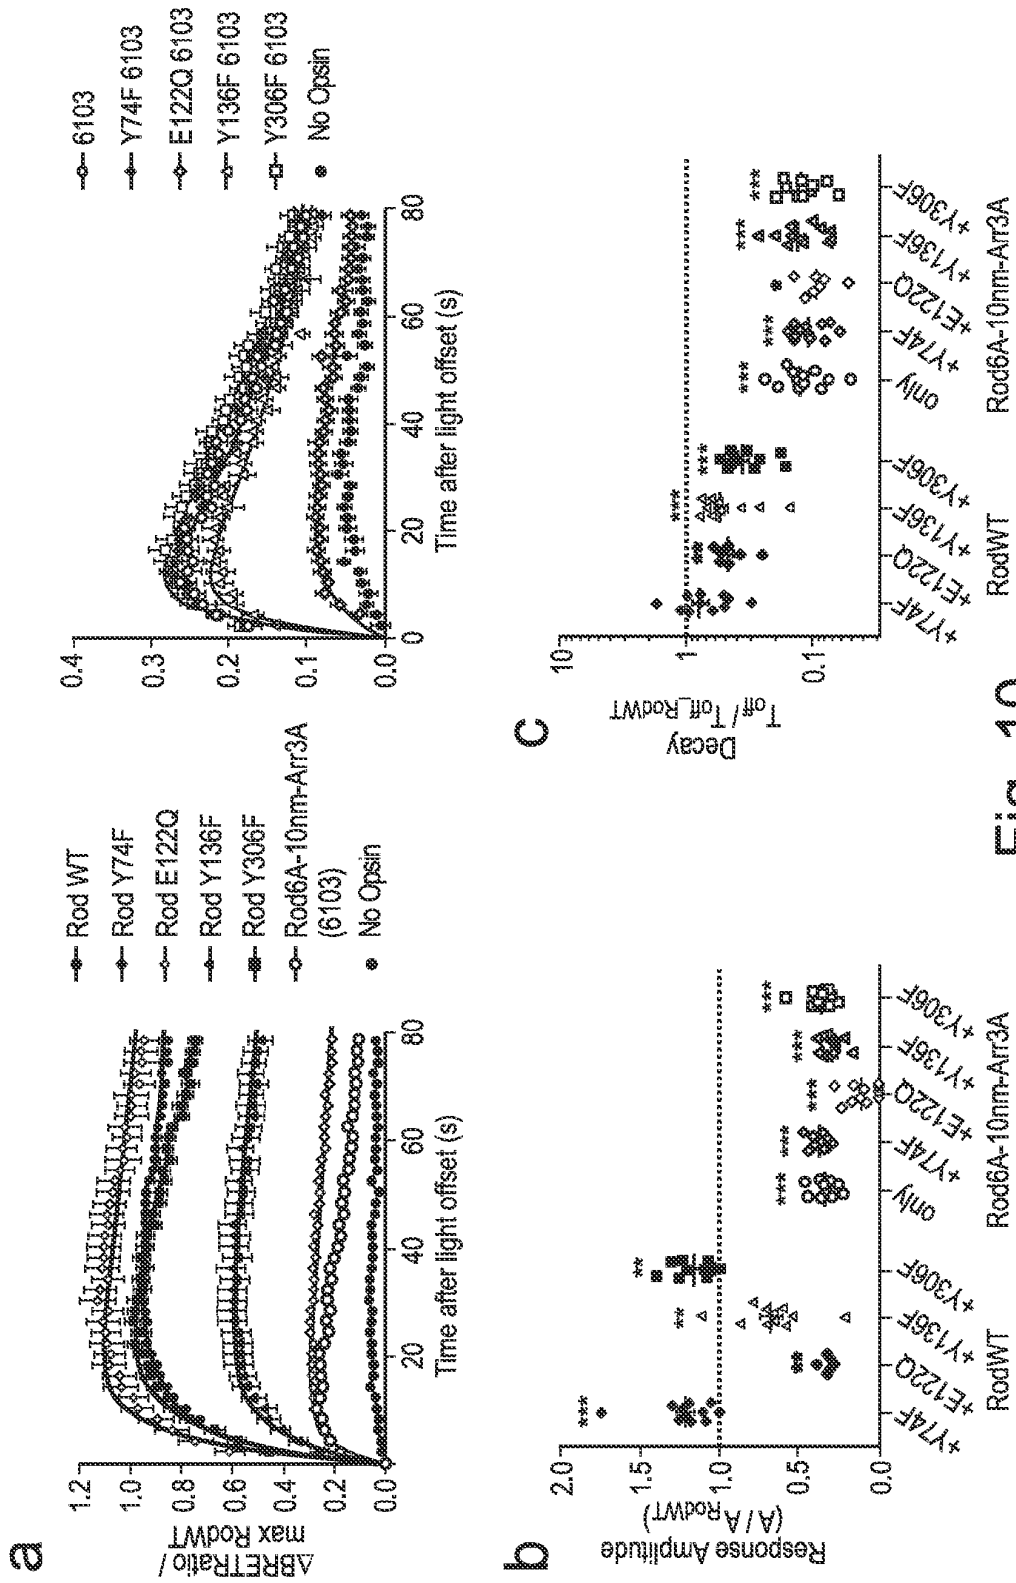 a
ΔBRETRatio /
max RodWT
1.2
1.0
0.8
0.6
0.4
0.2
0.0
20
40
60
80
Time after light offset (s)
Rod WT
Rod Y74F
Rod E122Q
Rod Y136F
Rod Y306F
Rod6A-10nm-Arr3A
(6103)
No Opsin
0.4
0.3
0.2
0.1
0.0
0
20
40
60
80
Time after light offset (s)
6103
Y74F 6103
E122Q 6103
Y136F 6103
Y306F 6103
No Opsin
b
Response Amplitude
(A / A RodWT)
2.0
1.5
1.0
0.5
0.0
***
**
**
***
***
***
***
***
+Y74F
+E122Q
+Y136F
+Y306F
only
+Y74F
+E122Q
+Y136F
+Y306F
RodWT
Rod6A-10nm-Arr3A
c
Decay
Toff / Toff_RodWT
10
1
0.1
***
***
***
***
***
***
+Y74F
+E122Q
+Y136F
+Y306F
only
+Y74F
+E122Q
+Y136F
+Y306F
RodWT
Rod6A-10nm-Arr3A